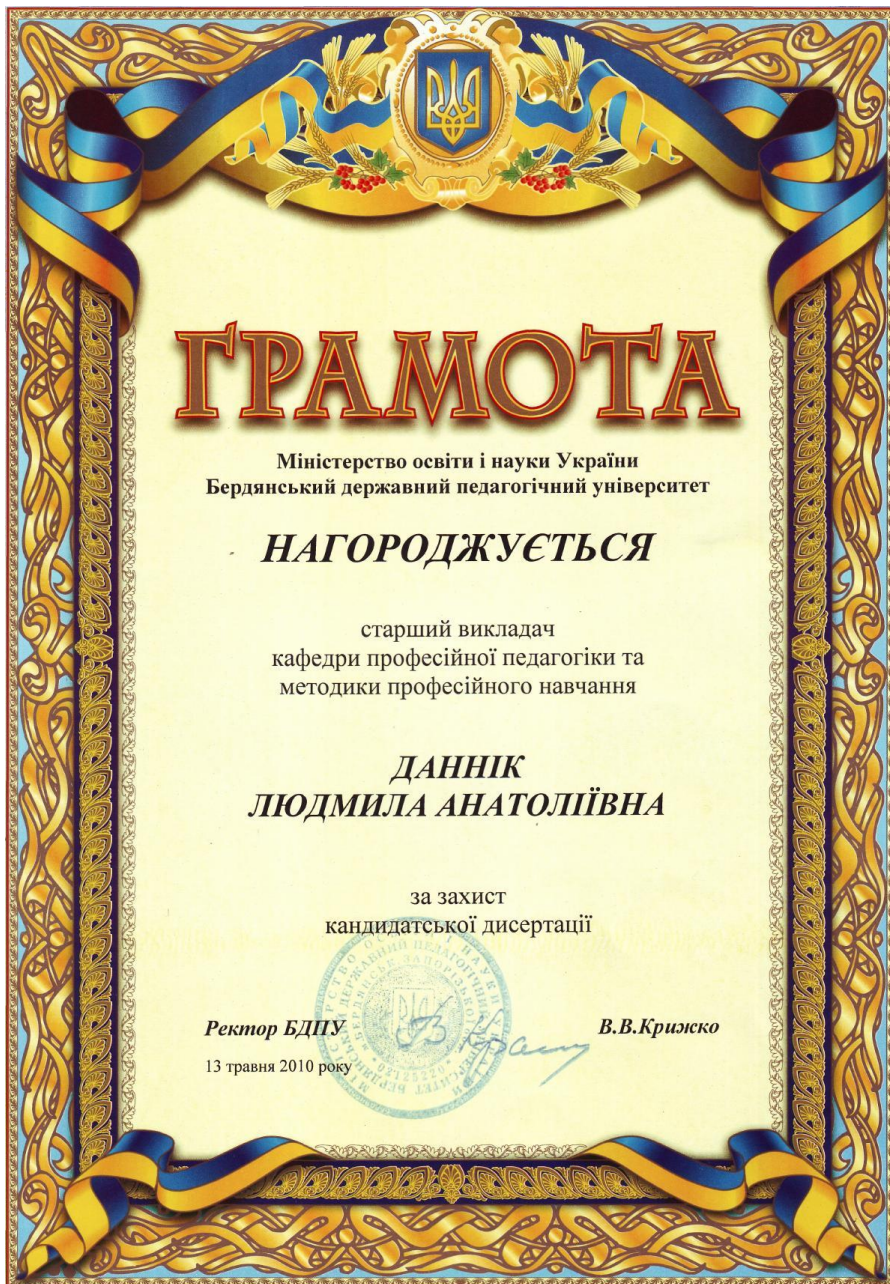 ГРАМОТА
Міністерство освіти і науки України
Бердянський державний педагогічний університет
НАГОРОДЖУЄТЬСЯ
старший викладач
кафедри професійної педагогіки та
методики професійного навчання
ДАННІК
ЛЮДМИЛА АНАТОЛІЇВНА
за захист
кандидатської дисертації
Ректор БДПУ
В.В.Крижко
13 травня 2010 року